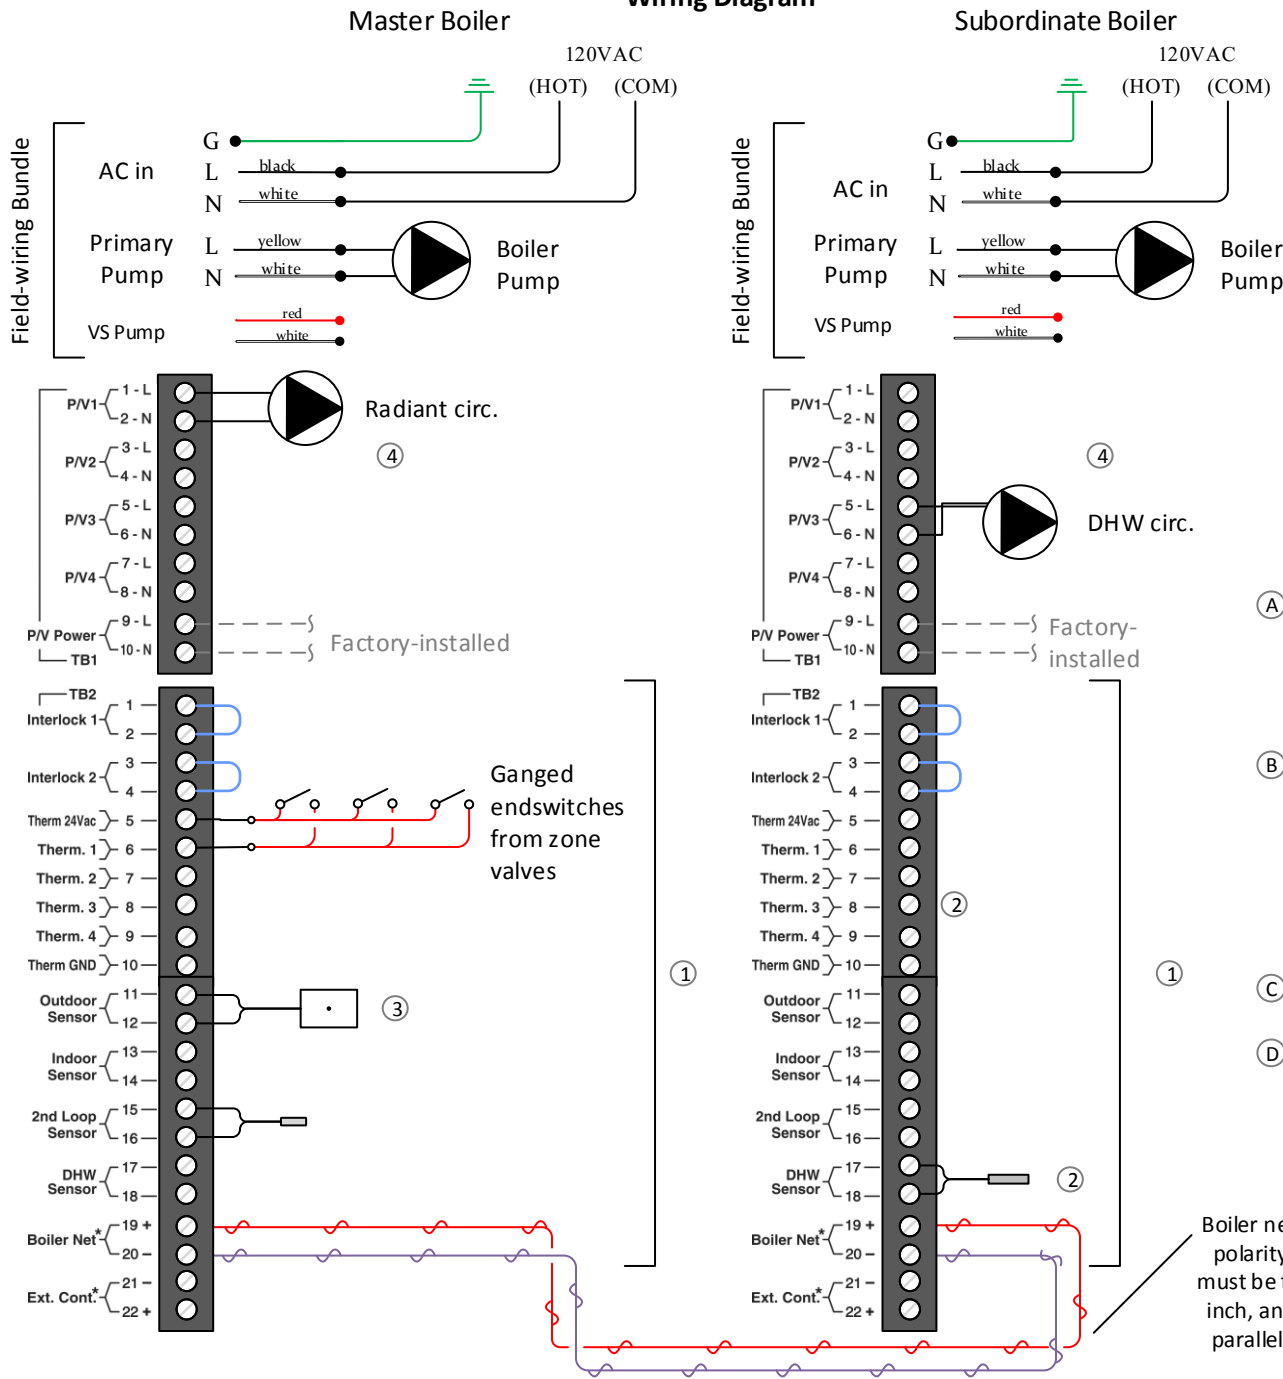 Wiring Diagram
Master Boiler
120VAC
(HOT) (COM)
Field-wiring Bundle
G
AC in
L black
N white
Primary Pump
L yellow
N white
Boiler Pump
VS Pump
red
white
P/V1
1 - L
2 - N
Radiant circ.
4
P/V2
3 - L
4 - N
P/V3
5 - L
6 - N
P/V4
7 - L
8 - N
P/V Power
9 - L
10 - N
TB1
Factory-installed
TB2
Interlock 1
1
2
Interlock 2
3
4
Therm 24Vac 5
Therm. 1 6
Therm. 2 7
Therm. 3 8
Therm. 4 9
Therm GND 10
Ganged
endswitches
from zone
valves
1
Outdoor
Sensor
11
12
3
Indoor
Sensor
13
14
2nd Loop
Sensor
15
16
DHW
Sensor
17
18
Boiler Net*
19 +
20 –
Ext. Cont.*
21 –
22 +
Subordinate Boiler
120VAC
(HOT) (COM)
Field-wiring Bundle
G
AC in
L black
N white
Primary Pump
L yellow
N white
Boiler
Pump
VS Pump
red
white
P/V1
1 - L
2 - N
P/V2
3 - L
4 - N
4
P/V3
5 - L
6 - N
DHW circ.
P/V4
7 - L
8 - N
P/V Power
9 - L
10 - N
TB1
Factory-
installed
TB2
Interlock 1
1
2
Interlock 2
3
4
Therm 24Vac 5
Therm. 1 6
Therm. 2 7
Therm. 3 8
2
Therm. 4 9
Therm GND 10
1
Outdoor
Sensor
11
12
Indoor
Sensor
13
14
2nd Loop
Sensor
15
16
DHW
Sensor
17
18
2
Boiler Net*
19 +
20 –
Ext. Cont.*
21 –
22 +
A
B
C
D
Boiler ne
polarity
must be t
inch, an
parallel